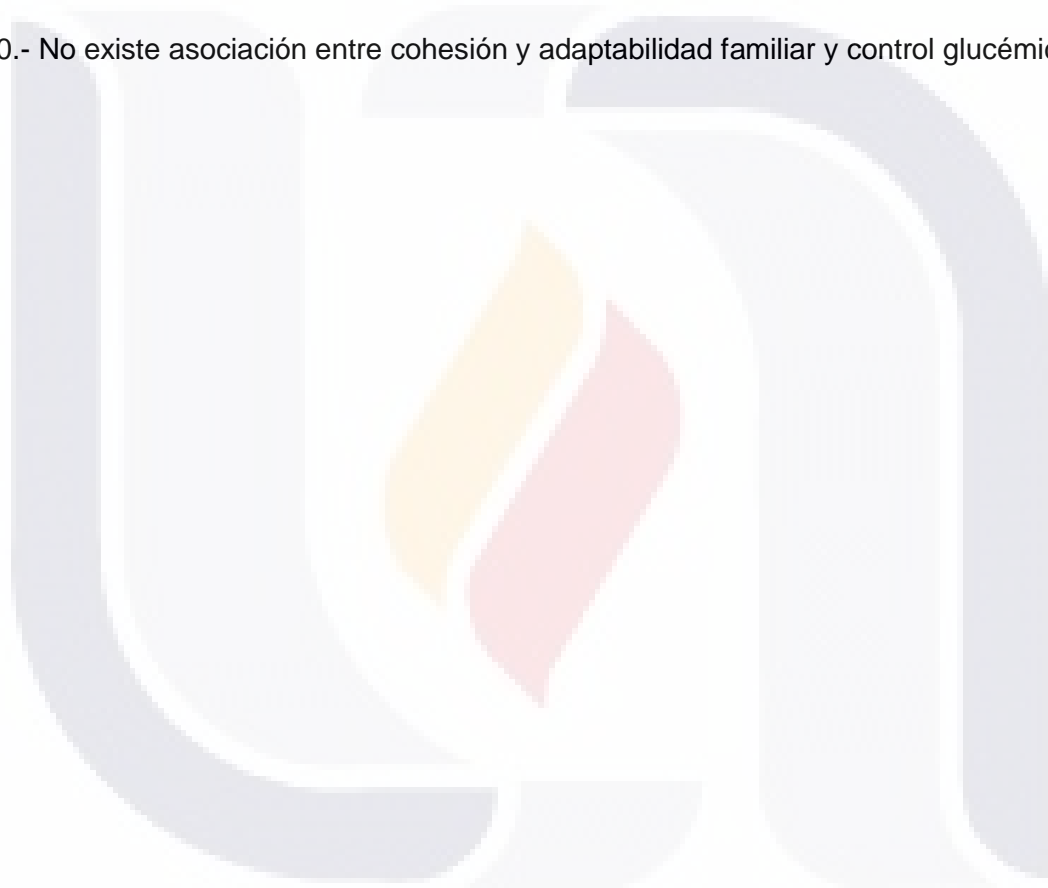 0.- No existe asociación entre cohesión y adaptabilidad familiar y control glucémic